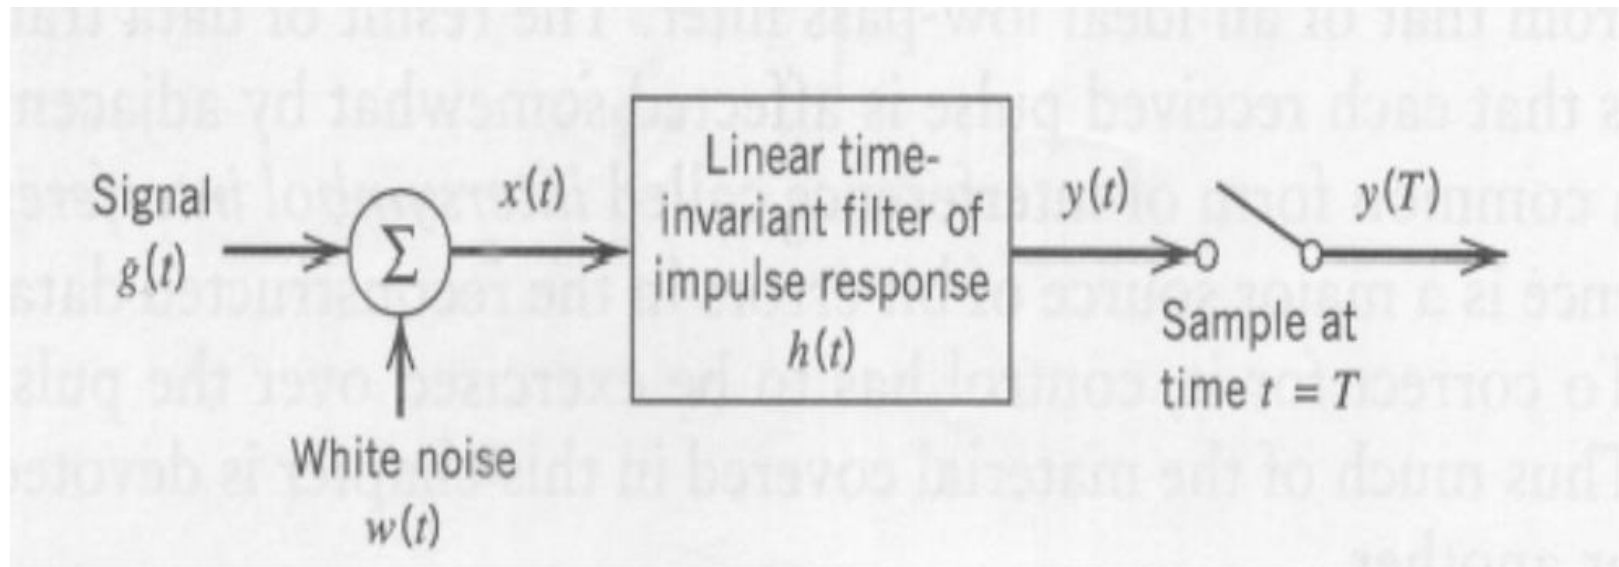 Signal
g(t)
Σ
x(t)
Linear time-
invariant filter of
impulse response
h(t)
y(t)
y(T)
Sample at
time t = T
White noise
w(t)